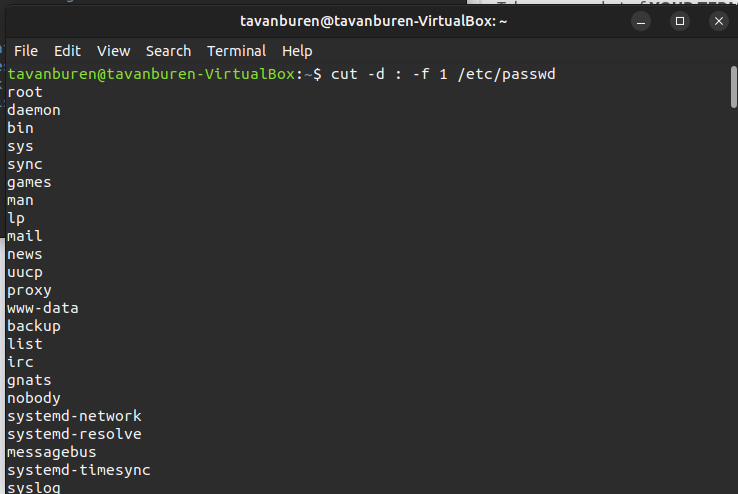 tavanburen@tavanburen-VirtualBox: ~
File Edit View Search Terminal Help
tavanburen@tavanburen-VirtualBox:~$ cut -d : -f 1 /etc/passwd
root
daemon
bin
sys
sync
games
man
lp
mail
news
uucp
proxy
www-data
backup
list
irc
gnats
nobody
systemd-network
systemd-resolve
messagebus
systemd-timesync
syslog